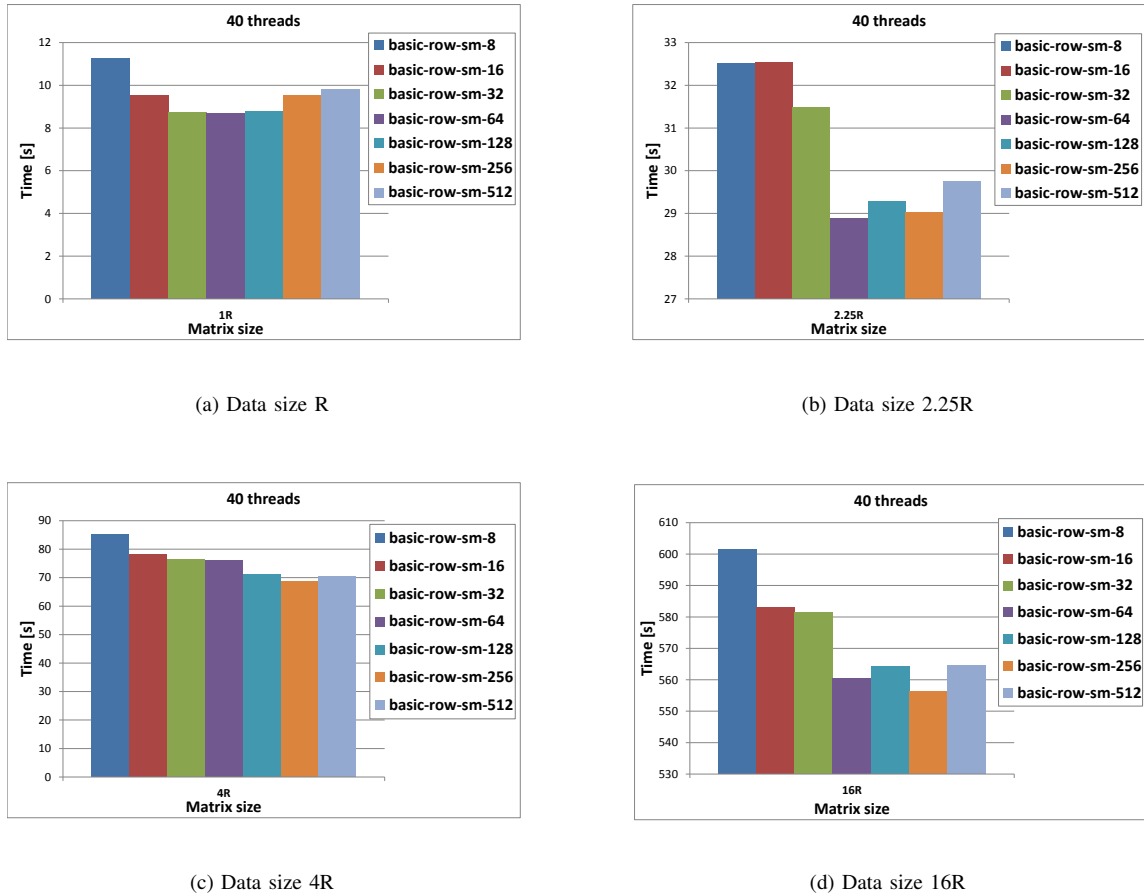 40 threads
12
10
8
6
4
2
0
Time [s]
1R
Matrix size
basic-row-sm-8
basic-row-sm-16
basic-row-sm-32
basic-row-sm-64
basic-row-sm-128
basic-row-sm-256
basic-row-sm-512
(a) Data size R
40 threads
33
32
31
30
29
28
27
Time [s]
2.25R
Matrix size
basic-row-sm-8
basic-row-sm-16
basic-row-sm-32
basic-row-sm-64
basic-row-sm-128
basic-row-sm-256
basic-row-sm-512
(b) Data size 2.25R
40 threads
90
80
70
60
50
40
30
20
10
0
Time [s]
4R
Matrix size
basic-row-sm-8
basic-row-sm-16
basic-row-sm-32
basic-row-sm-64
basic-row-sm-128
basic-row-sm-256
basic-row-sm-512
(c) Data size 4R
40 threads
610
600
590
580
570
560
550
540
530
Time [s]
16R
Matrix size
basic-row-sm-8
basic-row-sm-16
basic-row-sm-32
basic-row-sm-64
basic-row-sm-128
basic-row-sm-256
basic-row-sm-512
(d) Data size 16R